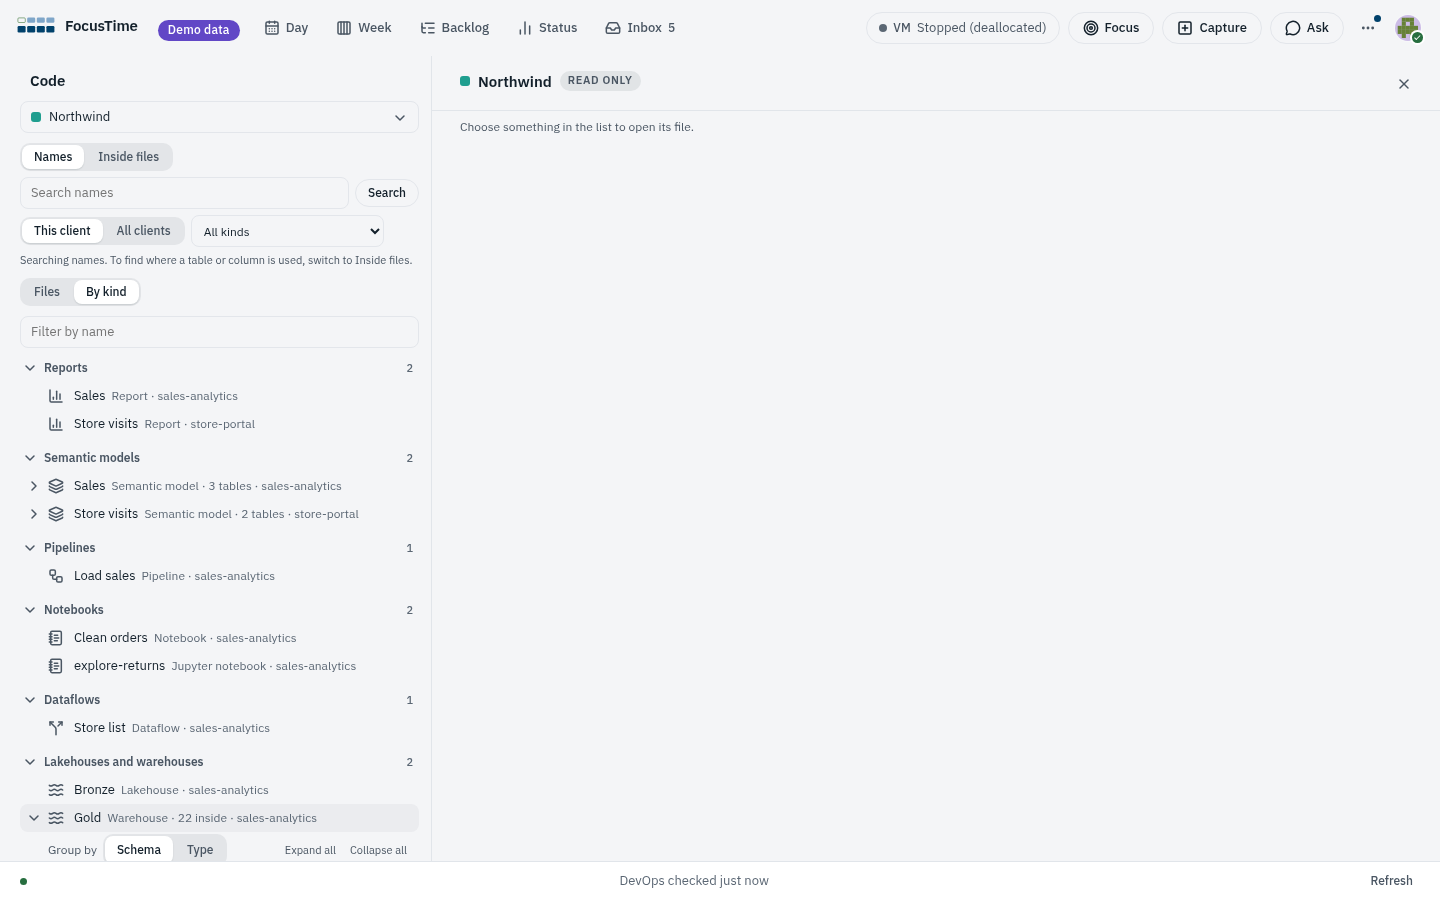 FocusTime Demo data Day Week Backlog Status Inbox 5 VM Stopped (deallocated) Focus Capture Ask
Code
Northwind
Names Inside files
Search names Search
This client All clients All kinds
Searching names. To find where a table or column is used, switch to Inside files.
Files By kind
Filter by name
Reports 2
Sales Report · sales-analytics
Store visits Report · store-portal
Semantic models 2
Sales Semantic model · 3 tables · sales-analytics
Store visits Semantic model · 2 tables · store-portal
Pipelines 1
Load sales Pipeline · sales-analytics
Notebooks 2
Clean orders Notebook · sales-analytics
explore-returns Jupyter notebook · sales-analytics
Dataflows 1
Store list Dataflow · sales-analytics
Lakehouses and warehouses 2
Bronze Lakehouse · sales-analytics
Gold Warehouse · 22 inside · sales-analytics
Group by Schema Type Expand all Collapse all
Northwind READ ONLY
Choose something in the list to open its file.
DevOps checked just now Refresh